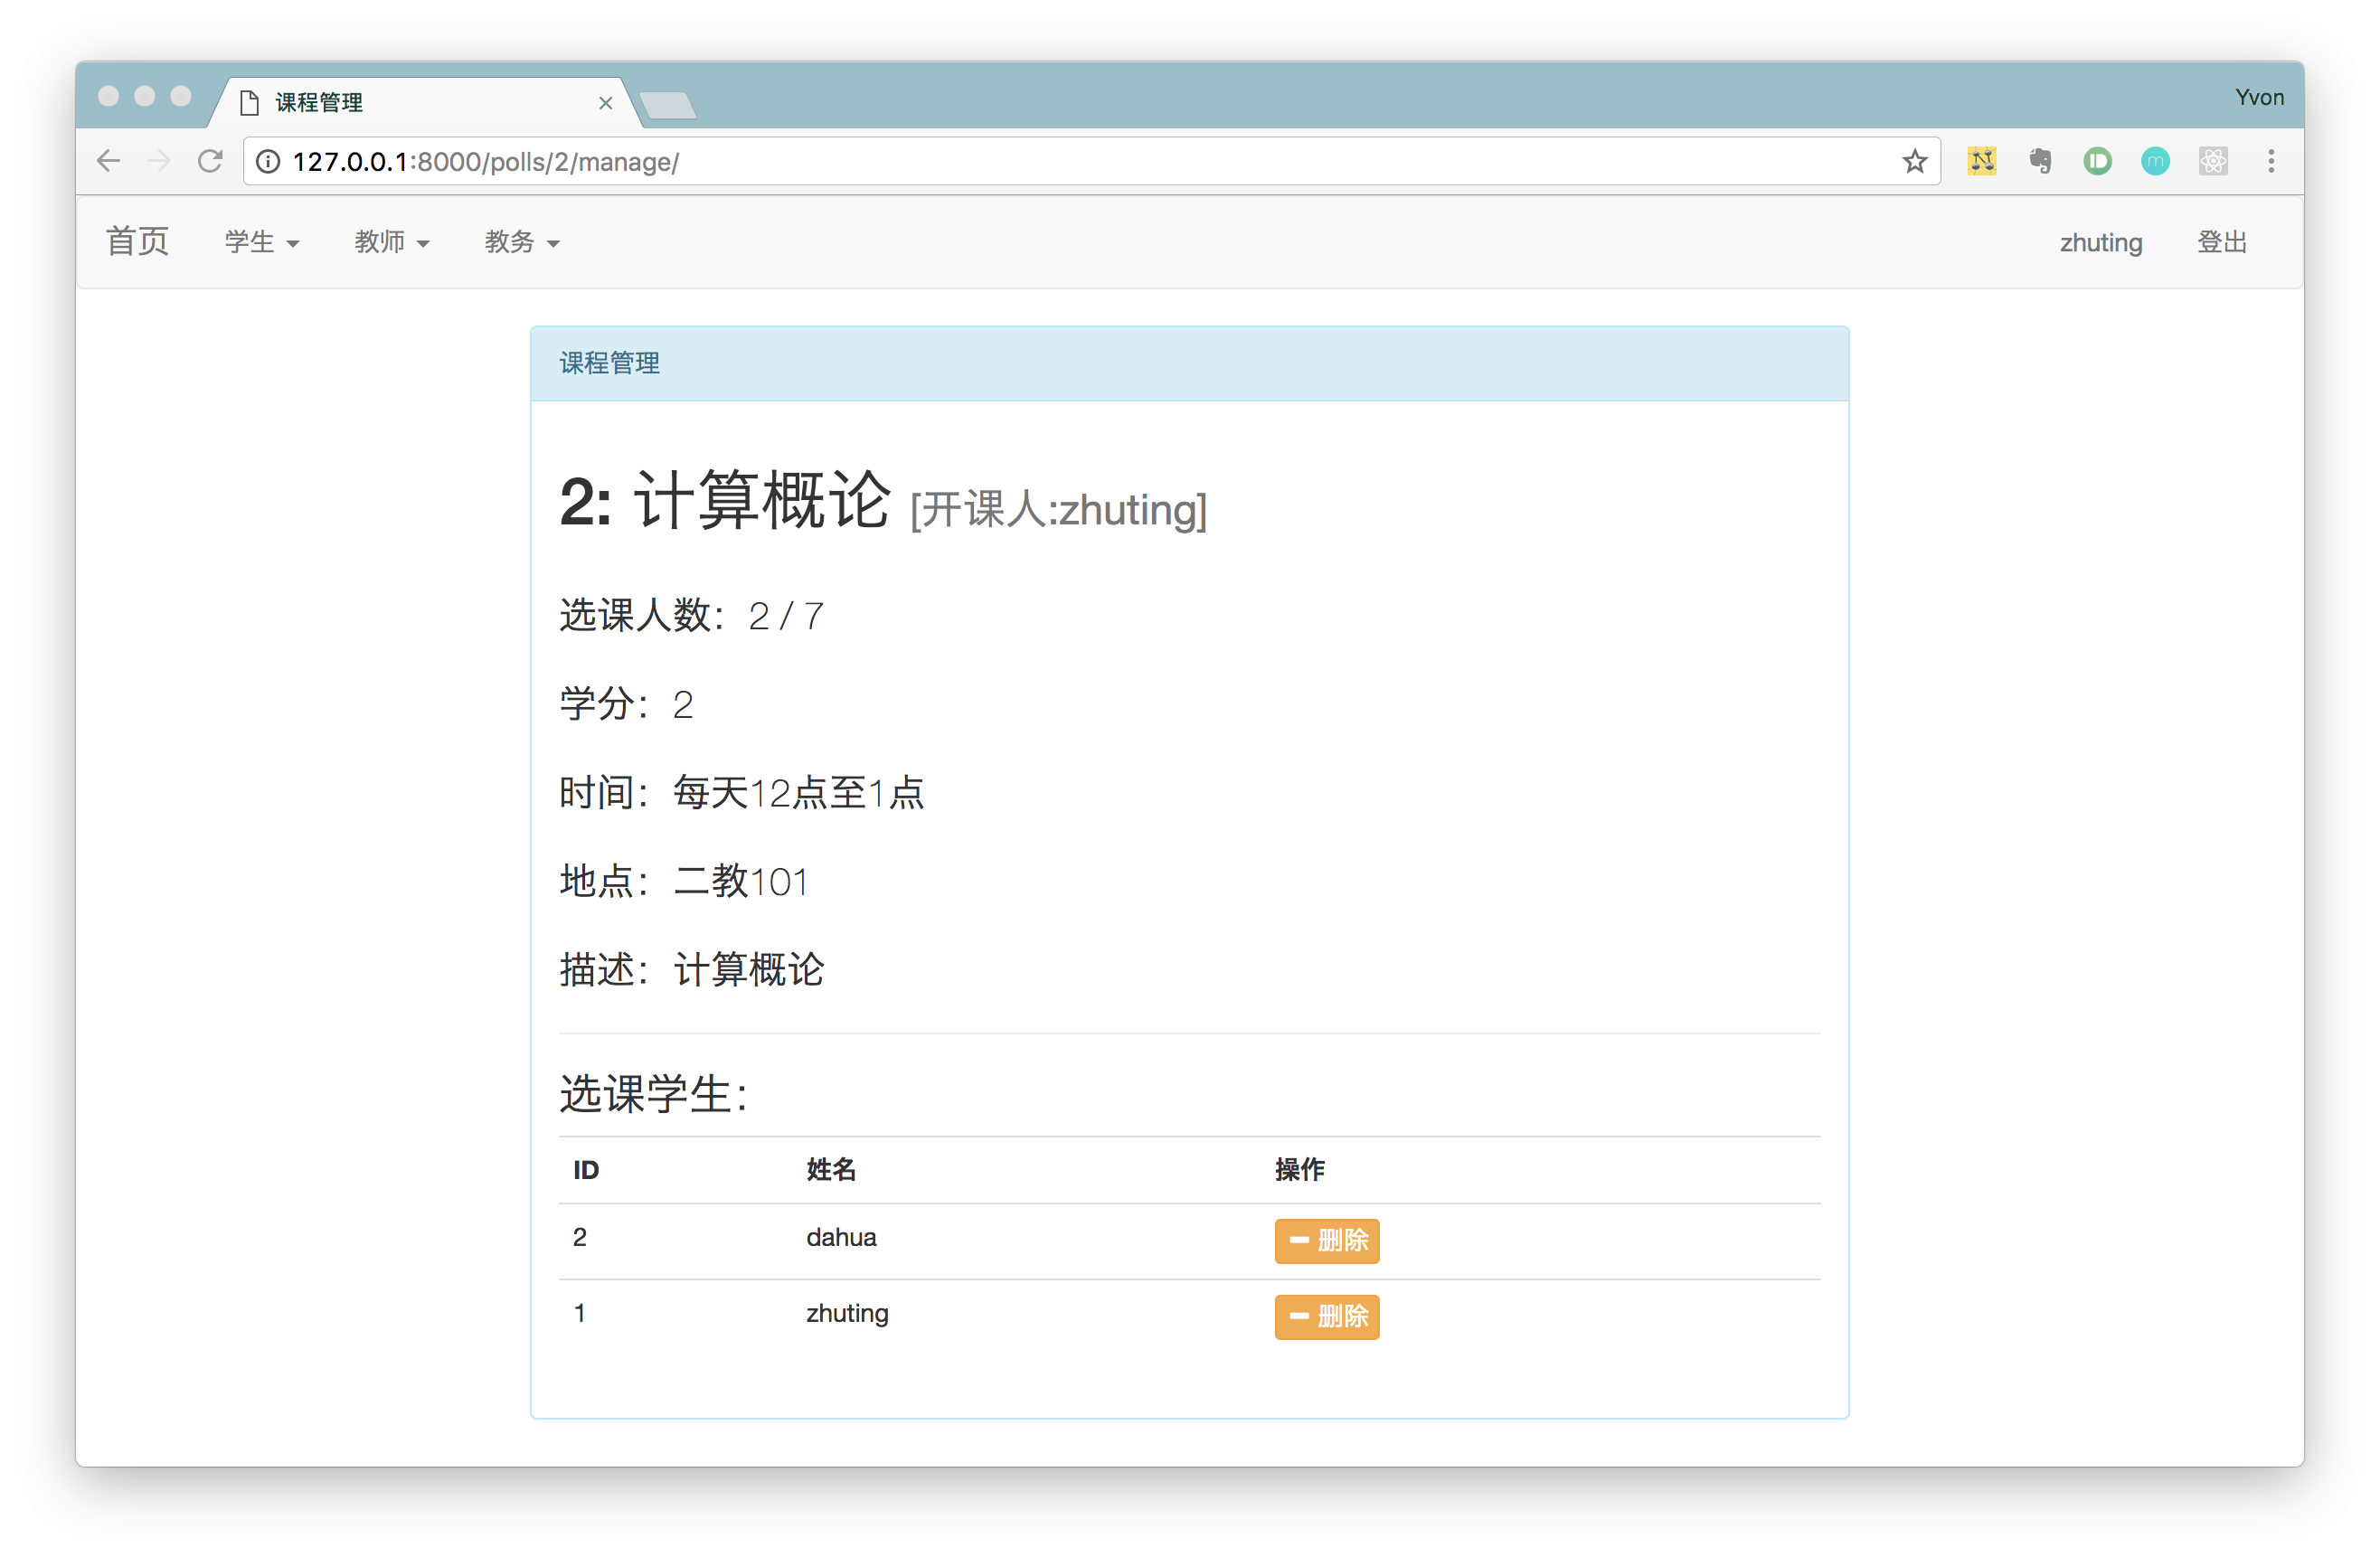 课程管理
Yvon
127.0.0.1:8000/polls/2/manage/
首页 学生 教师 教务 zhuting 登出
课程管理
2: 计算概论 [开课人:zhuting]
选课人数：2 / 7
学分：2
时间：每天12点至1点
地点：二教101
描述：计算概论
选课学生：
ID 姓名 操作
2 dahua 删除
1 zhuting 删除